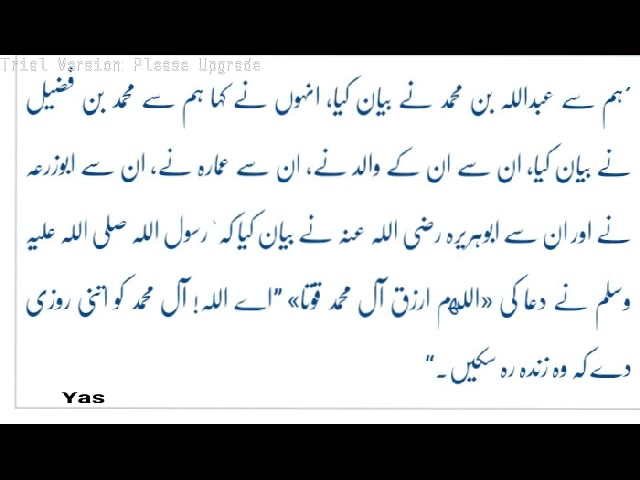 Triel Version Please Upgrade
ہم سے عبداللہ بن محمد نے بیان کیا، انہوں نے کہا ہم سے محمد بن فضیل
نے بیان کیا، ان سے ان کے والد نے، ان سے عمارہ نے، ان سے ابوزرعہ
نے اور ان سے ابوہریرہ رضی اللہ عنہ نے بیان کیا کہ رسول اللہ صلی اللہ علیہ
وسلم نے دعا کی «اللهم ارزق آل محمد قوتا» ”اے اللہ! آل محمد کو اتنی روزی
دے کہ وہ زندہ رہ سکیں۔“
Yas